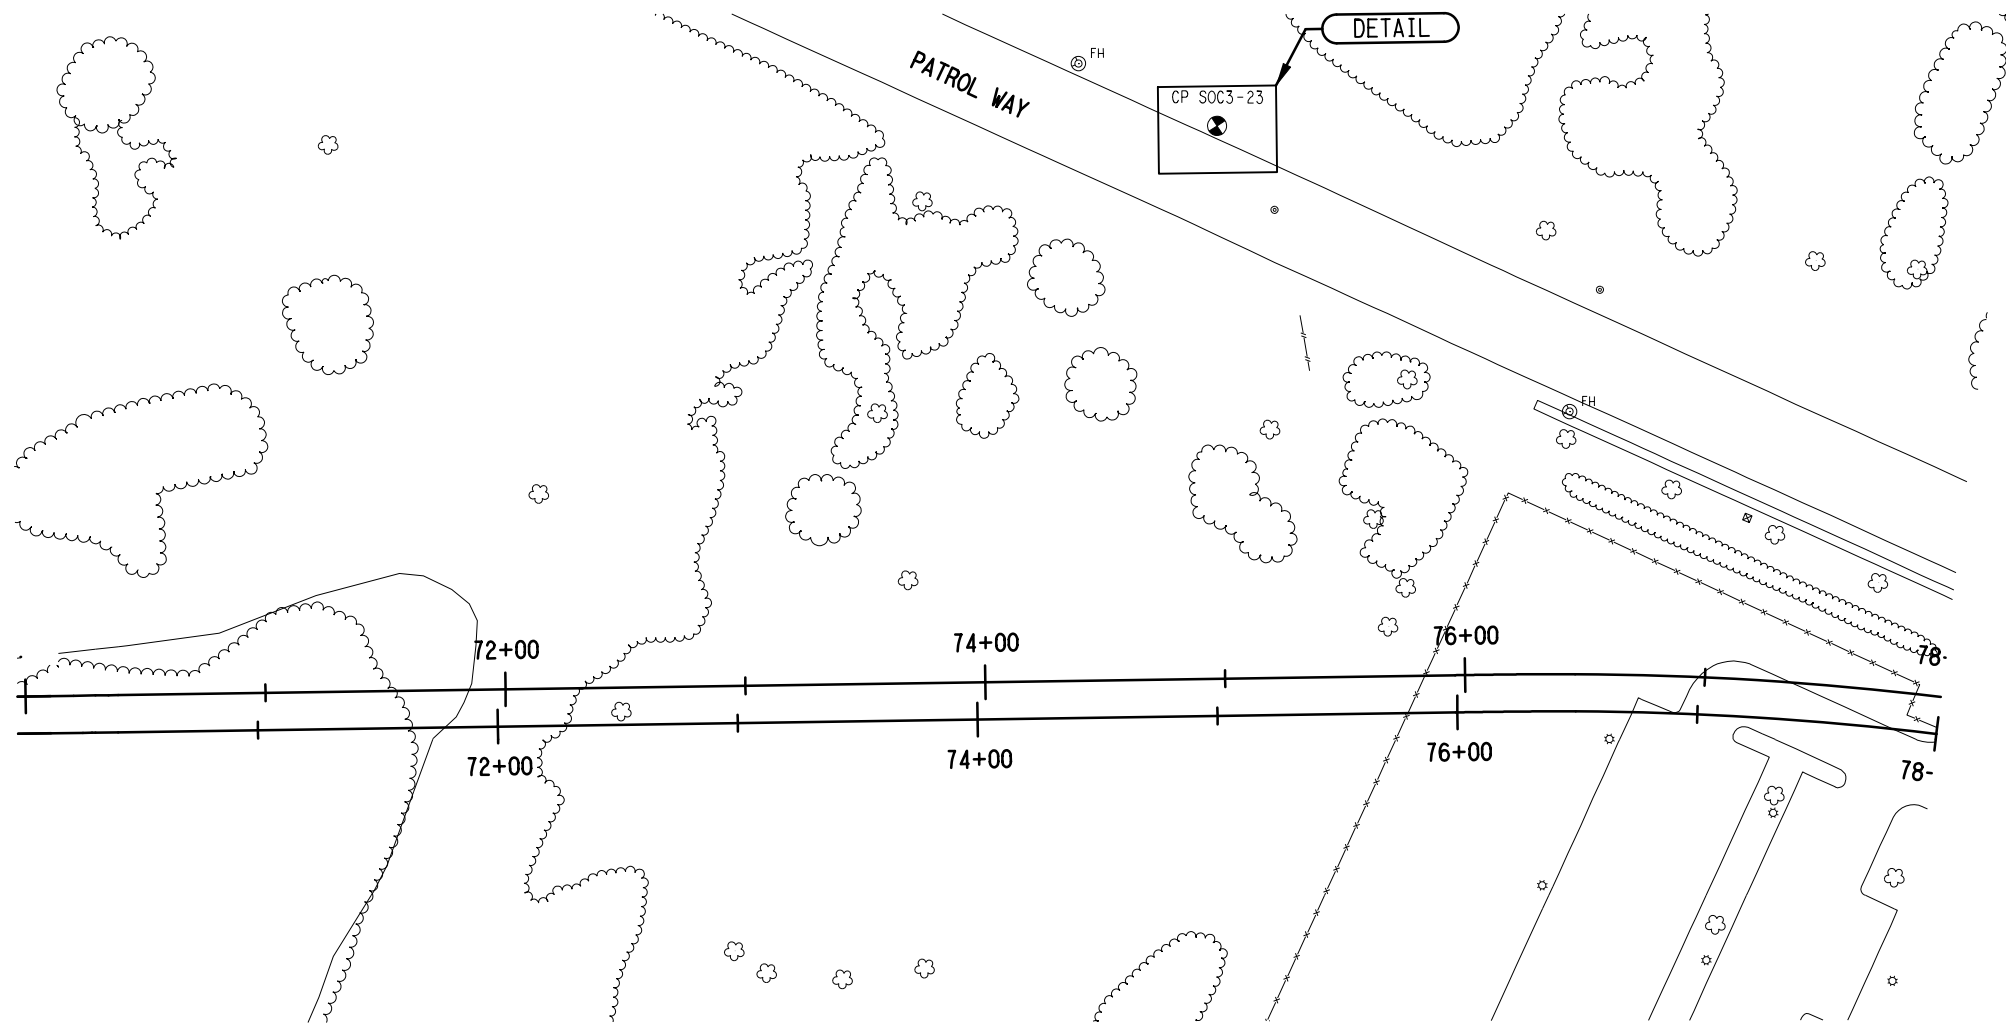 DETAIL
FH
PATROL WAY
CP SOC3-23
FH
72+00
74+00
76+00
78-
72+00
74+00
76+00
78-